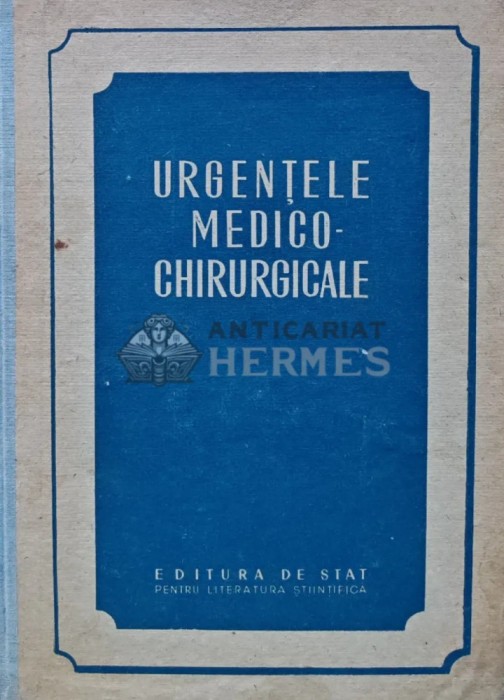 URGENȚELE
MEDICO-
CHIRURGICALE
ANTICARIAT
HERMES
EDITURA DE STAT
PENTRU LITERATURA ȘTIINȚIFICĂ